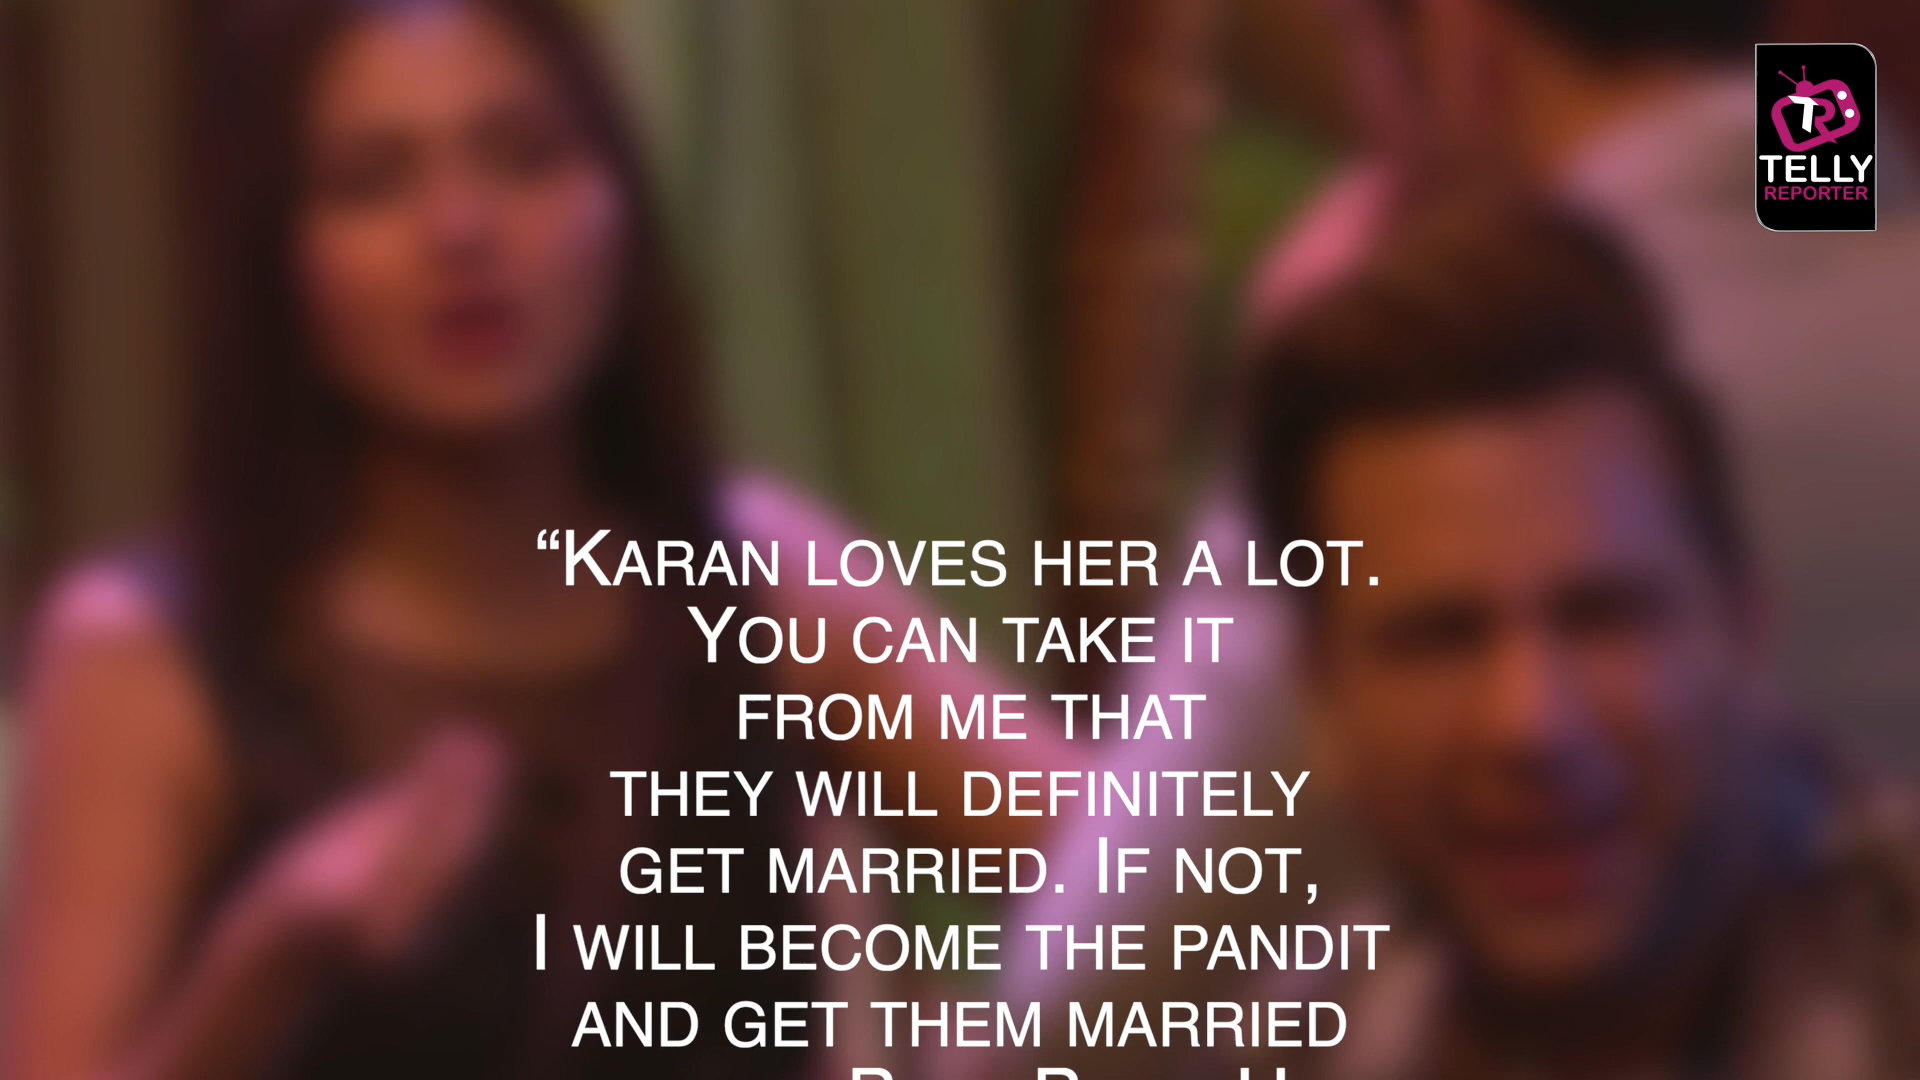 TELLY
REPORTER
“KARAN LOVES HER A LOT.
YOU CAN TAKE IT
FROM ME THAT
THEY WILL DEFINITELY
GET MARRIED. IF NOT,
I WILL BECOME THE PANDIT
AND GET THEM MARRIED